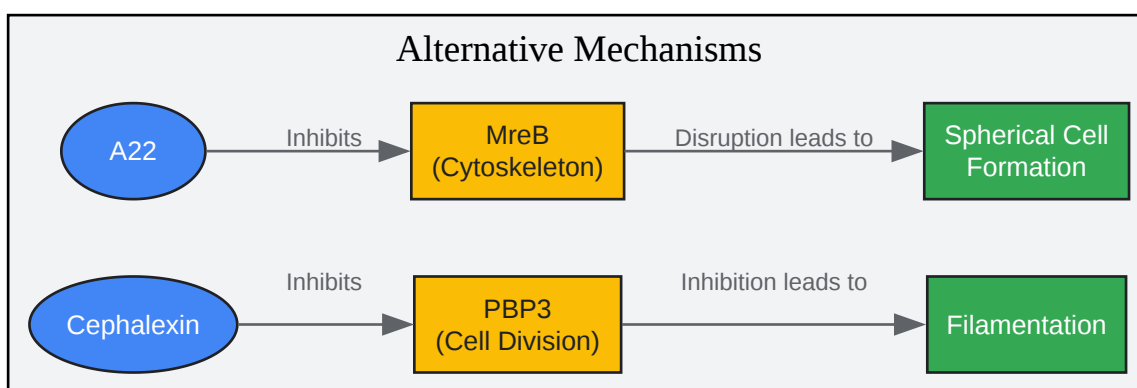 Alternative Mechanisms
A22
Inhibits
MreB
(Cytoskeleton)
Disruption leads to
Spherical Cell
Formation
Cephalexin
Inhibits
PBP3
(Cell Division)
Inhibition leads to
Filamentation